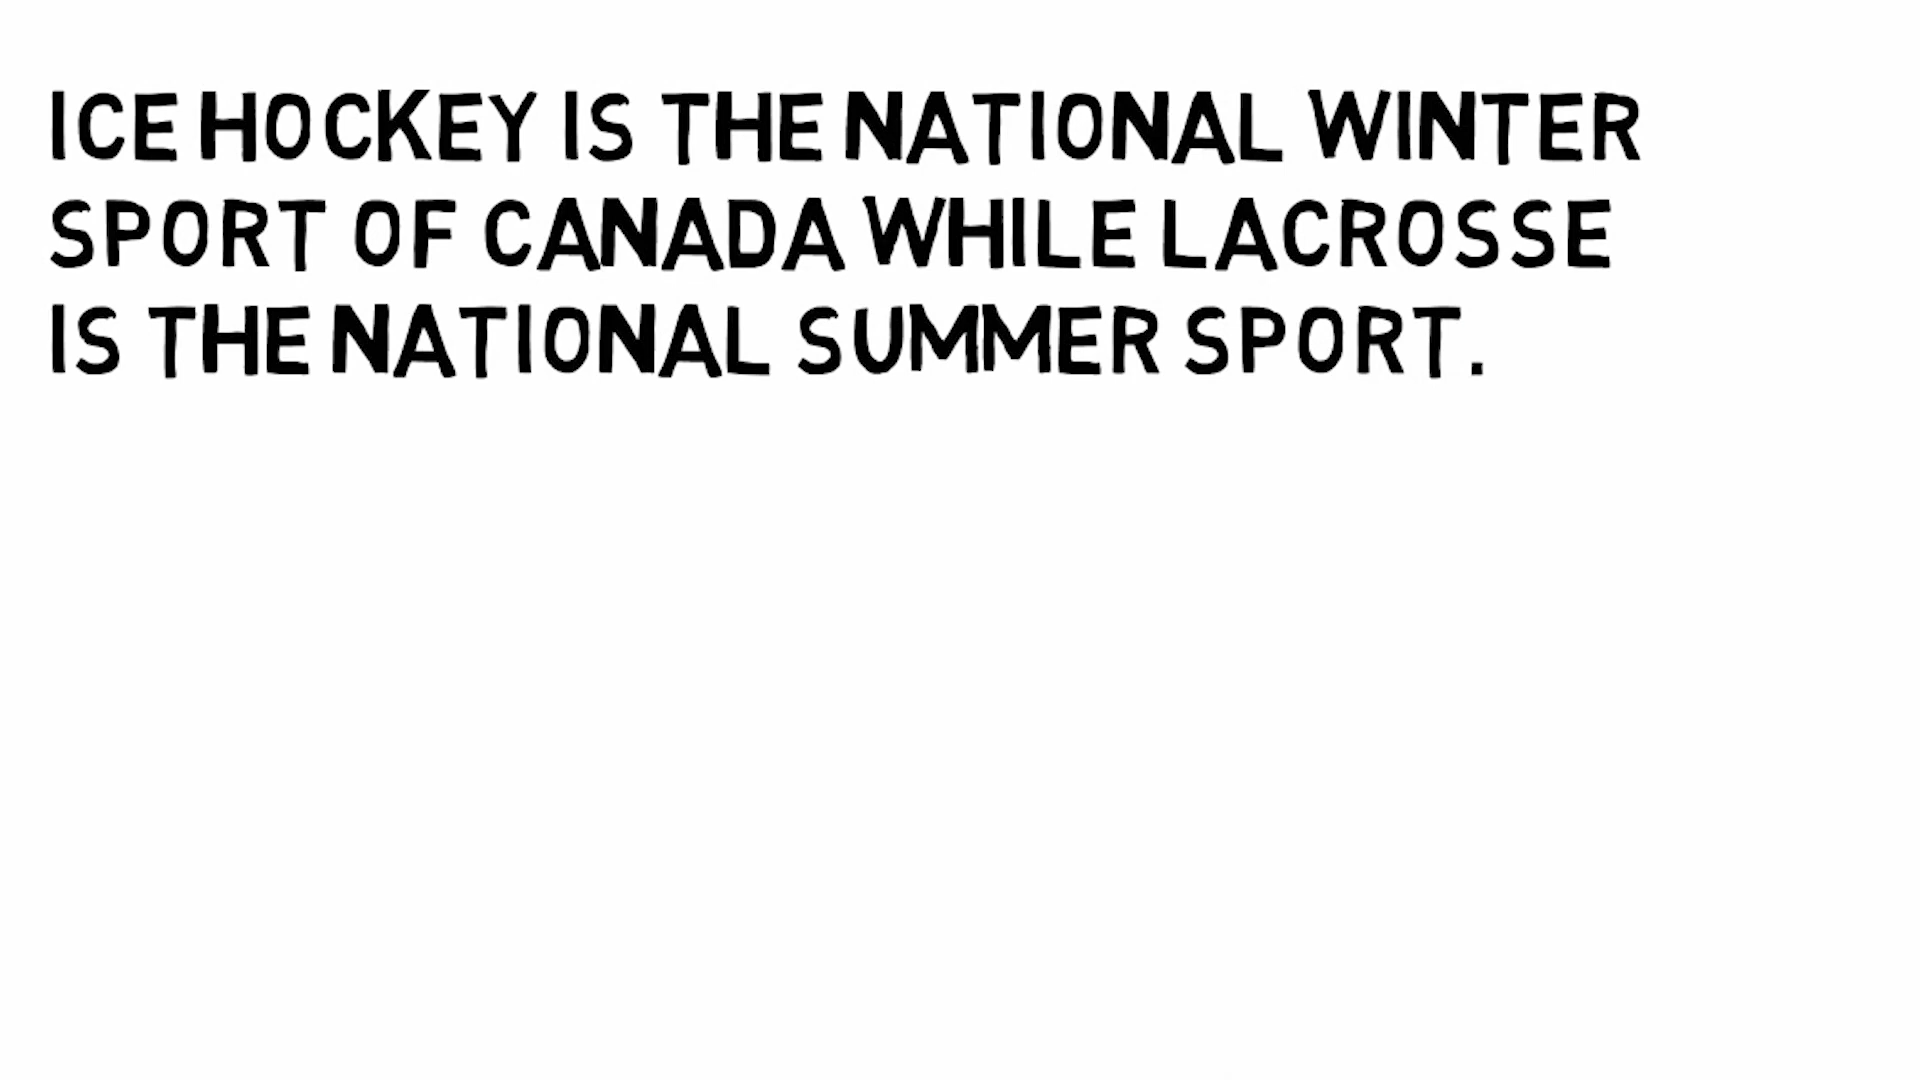 ICE HOCKEY IS THE NATIONAL WINTER
SPORT OF CANADA WHILE LACROSSE
IS THE NATIONAL SUMMER SPORT.